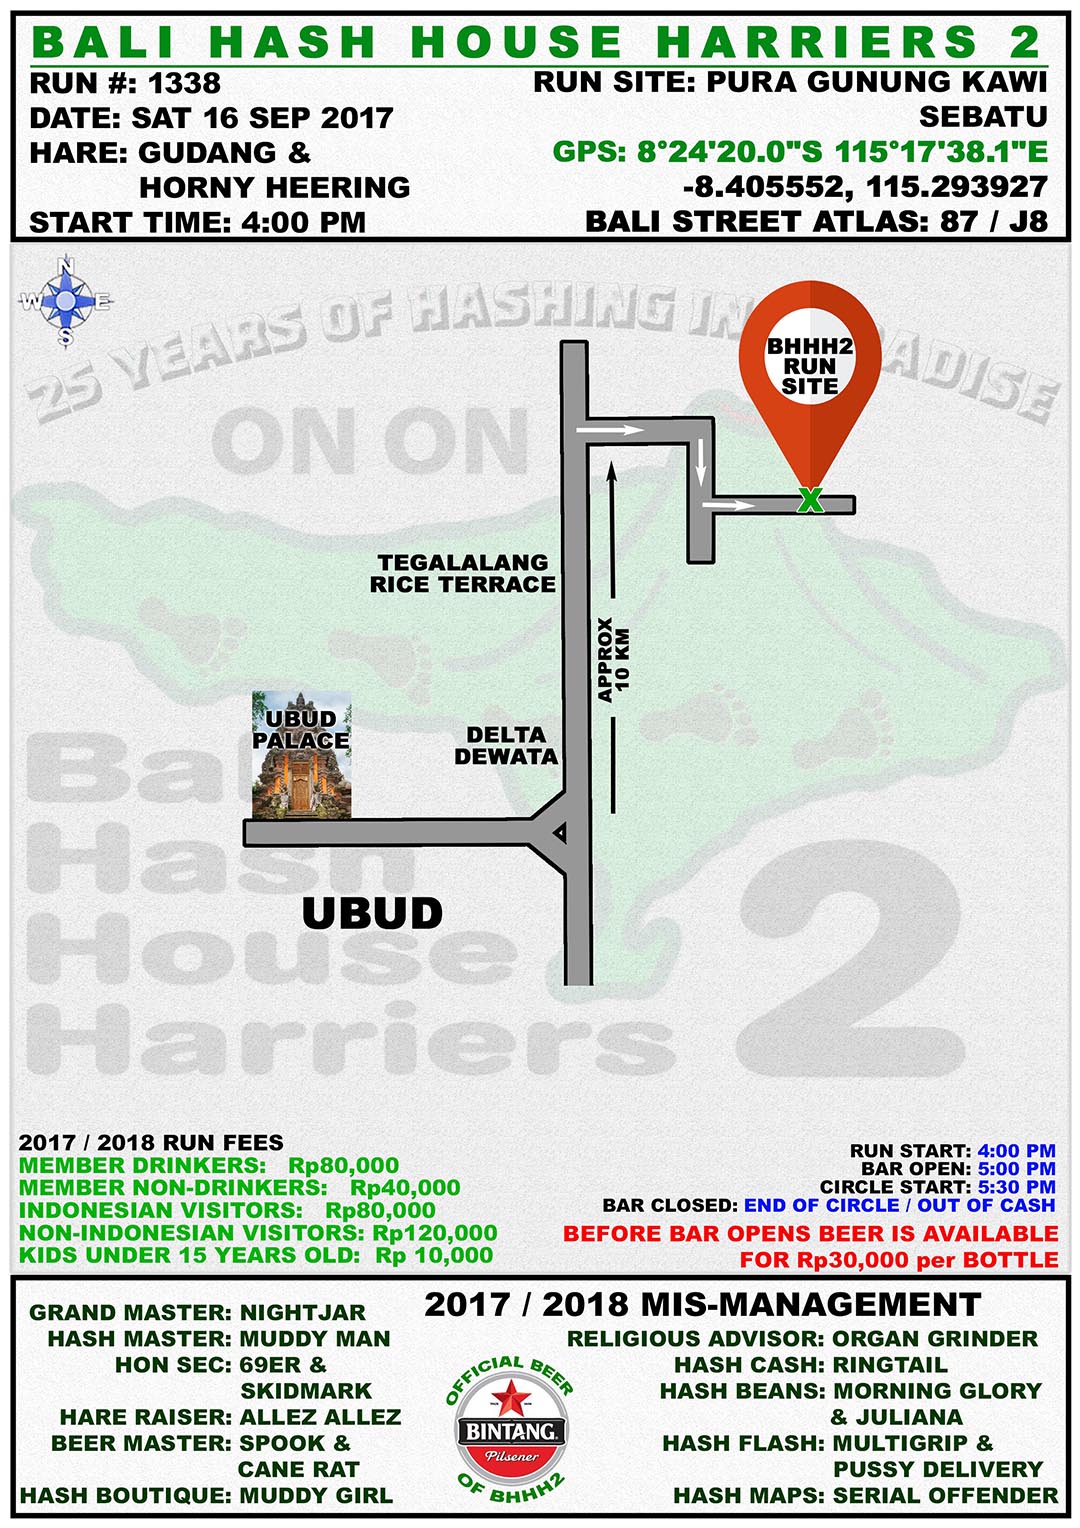 BALI HASH HOUSE HARRIERS 2
RUN #: 1338
DATE: SAT 16 SEP 2017
HARE: GUDANG &
HORNY HEERING
START TIME: 4:00 PM
RUN SITE: PURA GUNUNG KAWI
SEBATU
GPS: 8°24'20.0"S 115°17'38.1"E
-8.405552, 115.293927
BALI STREET ATLAS: 87 / J8
N
W E
S
25 YEARS OF HASHING IN PARADISE
ON ON
BHHH2
RUN
SITE
X
TEGALALANG
RICE TERRACE
APPROX
10 KM
UBUD
PALACE
DELTA
DEWATA
UBUD
Bali
Hash
House
Harriers
2
2017 / 2018 RUN FEES
MEMBER DRINKERS: Rp80,000
MEMBER NON-DRINKERS: Rp40,000
INDONESIAN VISITORS: Rp80,000
NON-INDONESIAN VISITORS: Rp120,000
KIDS UNDER 15 YEARS OLD: Rp 10,000
RUN START: 4:00 PM
BAR OPEN: 5:00 PM
CIRCLE START: 5:30 PM
BAR CLOSED: END OF CIRCLE / OUT OF CASH
BEFORE BAR OPENS BEER IS AVAILABLE
FOR Rp30,000 per BOTTLE
2017 / 2018 MIS-MANAGEMENT
GRAND MASTER: NIGHTJAR
HASH MASTER: MUDDY MAN
HON SEC: 69ER &
SKIDMARK
HARE RAISER: ALLEZ ALLEZ
BEER MASTER: SPOOK &
CANE RAT
HASH BOUTIQUE: MUDDY GIRL
OFFICIAL BEER
BINTANG
Pilsener
OF BHHH2
RELIGIOUS ADVISOR: ORGAN GRINDER
HASH CASH: RINGTAIL
HASH BEANS: MORNING GLORY
& JULIANA
HASH FLASH: MULTIGRIP &
PUSSY DELIVERY
HASH MAPS: SERIAL OFFENDER